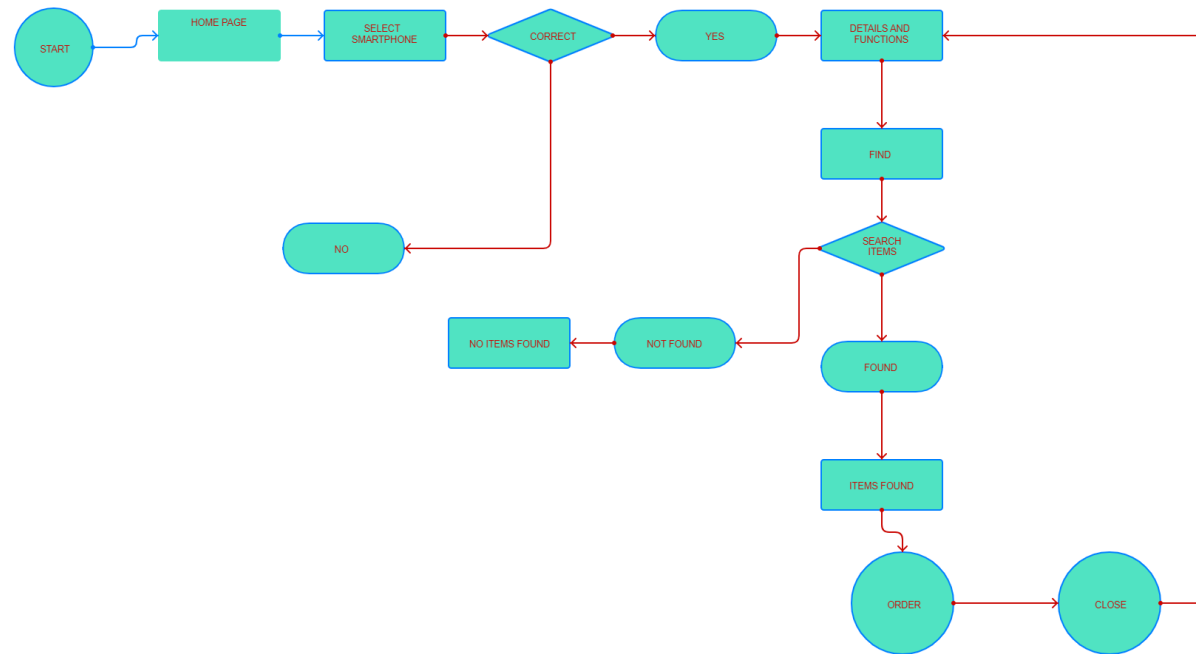 START
HOME PAGE
SELECT
SMARTPHONE
CORRECT
YES
DETAILS AND
FUNCTIONS
FIND
SEARCH
ITEMS
NO
NO ITEMS FOUND
NOT FOUND
FOUND
ITEMS FOUND
ORDER
CLOSE